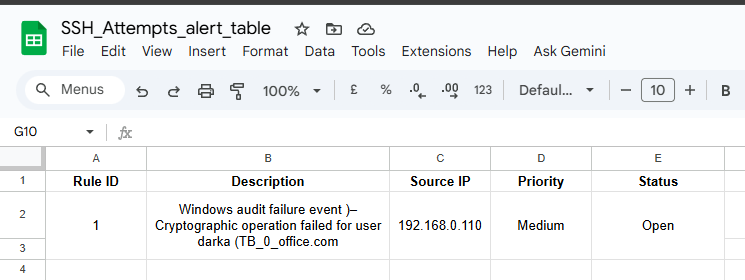 SSH_Attempts_alert_table
File Edit View Insert Format Data Tools Extensions Help Ask Gemini
Menus 100% £ % .0 .00 123 Defaul... − 10 + B
G10 fx
A B C D E
1 Rule ID Description Source IP Priority Status
Windows audit failure event )–
2 1 Cryptographic operation failed for user 192.168.0.110 Medium Open
darka (TB_0_office.com
3
4